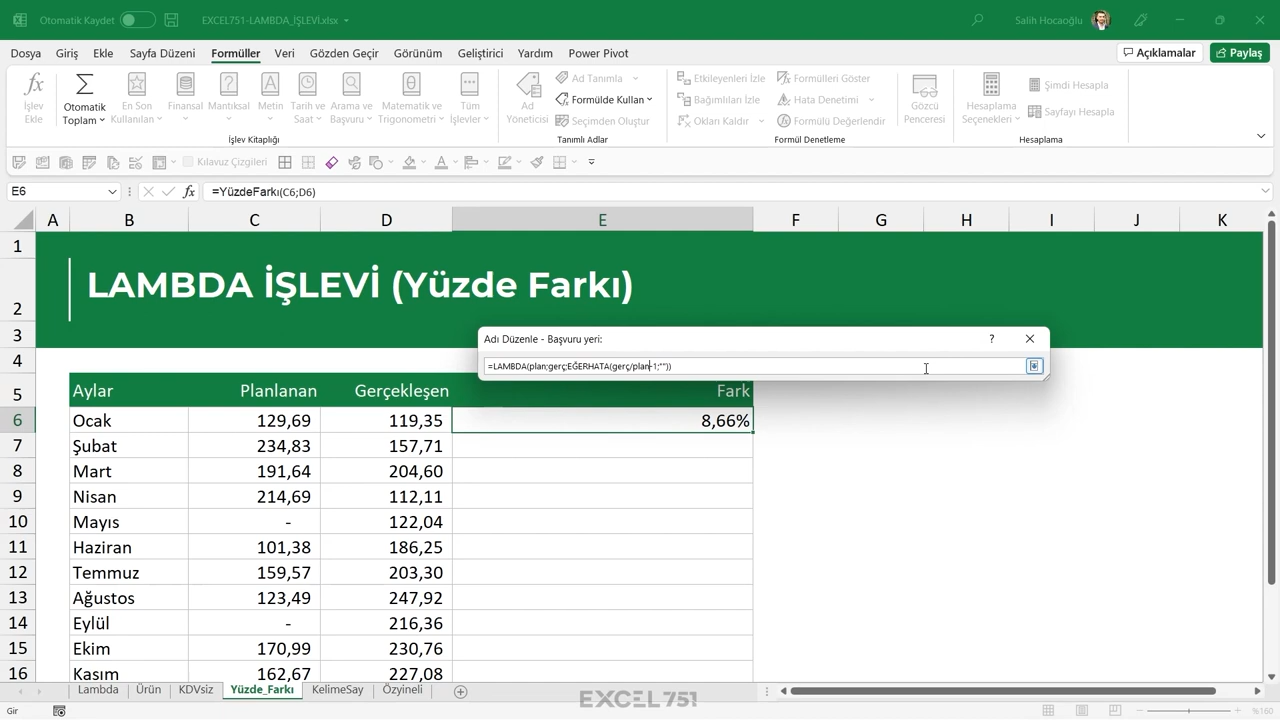 Otomatik Kaydet
EXCEL751-LAMBDA_İŞLEVİ.xlsx
Salih Hocaoğlu
Dosya Giriş Ekle Sayfa Düzeni Formüller Veri Gözden Geçir Görünüm Geliştirici Yardım Power Pivot
Açıklamalar Paylaş
İşlev Ekle
Otomatik Toplam
En Son Kullanılan
Finansal
Mantıksal
Metin
Tarih ve Saat
Arama ve Başvuru
Matematik ve Trigonometri
Tüm İşlevler
İşlev Kitaplığı
Ad Yöneticisi
Ad Tanımla
Formülde Kullan
Seçimden Oluştur
Tanımlı Adlar
Etkileyenleri İzle
Bağımlıları İzle
Okları Kaldır
Formülleri Göster
Hata Denetimi
Formülü Değerlendir
Gözcü Penceresi
Formül Denetleme
Hesaplama Seçenekleri
Şimdi Hesapla
Sayfayı Hesapla
Hesaplama
Kılavuz Çizgileri
E6
fx
=YüzdeFarkı(C6;D6)
A B C D E F G H I J K
1
2 LAMBDA İŞLEVİ (Yüzde Farkı)
3
4
Adı Düzenle - Başvuru yeri: ?
=LAMBDA(plan;gerç;EĞERHATA(gerç/plan-1;""))
5 Aylar Planlanan Gerçekleşen Fark
6 Ocak 129,69 119,35 8,66%
7 Şubat 234,83 157,71
8 Mart 191,64 204,60
9 Nisan 214,69 112,11
10 Mayıs - 122,04
11 Haziran 101,38 186,25
12 Temmuz 159,57 203,30
13 Ağustos 123,49 247,92
14 Eylül - 216,36
15 Ekim 170,99 230,76
16 Kasım 162,67 227,08
Lambda Ürün KDVsiz Yüzde_Farkı KelimeSay Özyineli
EXCEL751
Gir
%160